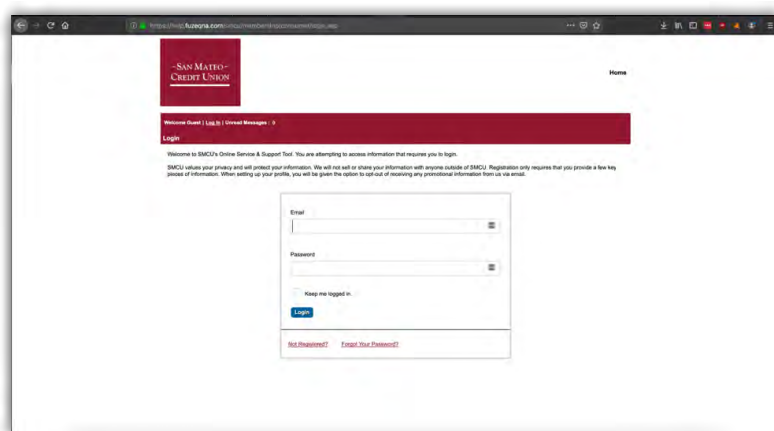 fuzeqna.com
~SAN MATEO~
CREDIT UNION
Home
Welcome Guest | Log In | Unread Messages : 0
Login
Welcome to SMCU's Online Service & Support Tool. You are attempting to access information that requires you to login.
SMCU values your privacy and will protect your information. We will not sell or share your information with anyone outside of SMCU. Registration only requires that you provide a few key
pieces of information. When setting up your profile, you will be given the option to opt-out of receiving any promotional information from us via email.
Email
Password
Keep me logged in.
Login
Not Registered? Forgot Your Password?